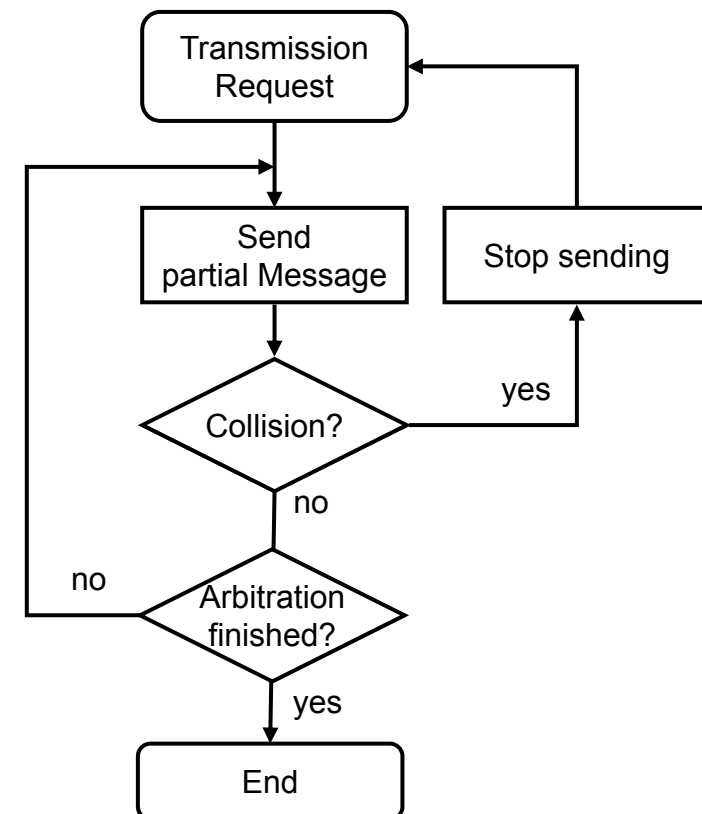 Transmission
Request
Send
partial Message
Stop sending
yes
Collision?
no
no
Arbitration
finished?
yes
End